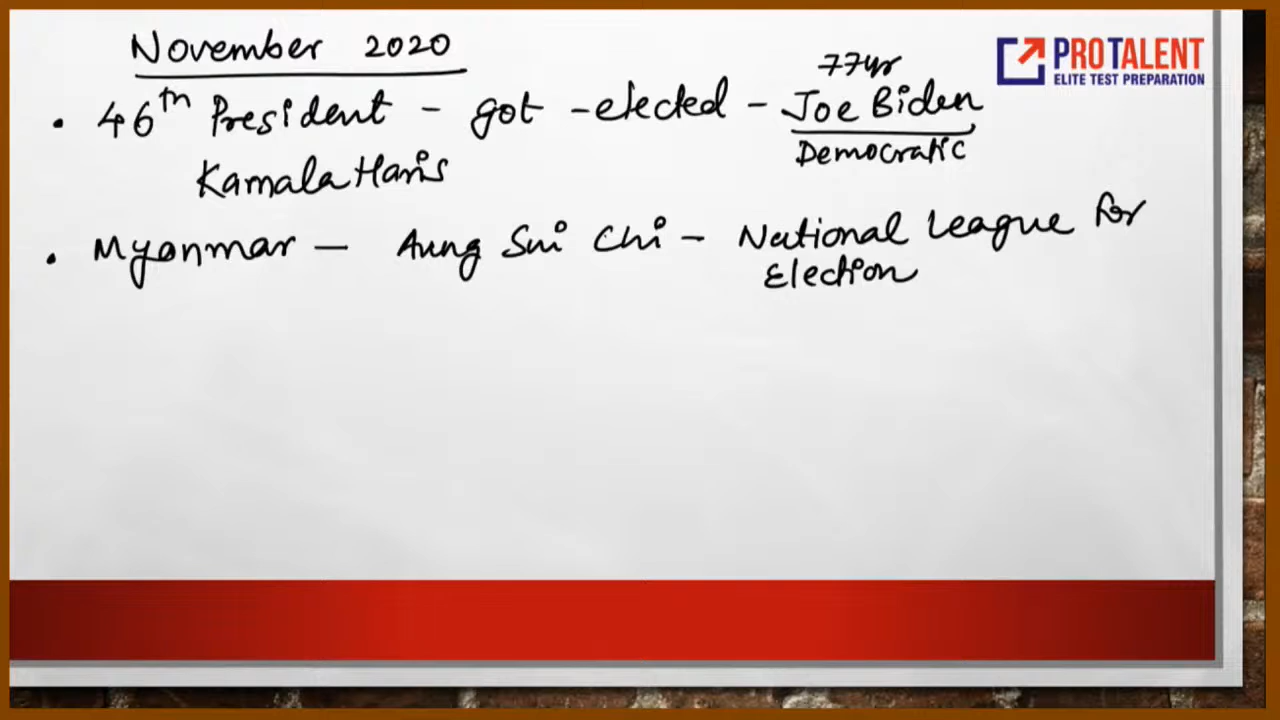 November 2020
PROTALENT
ELITE TEST PREPARATION
77yr
• 46th President - got - elected - Joe Biden
Democratic
Kamala Haris
• Myanmar - Aung Sui Chi - National League for
Election